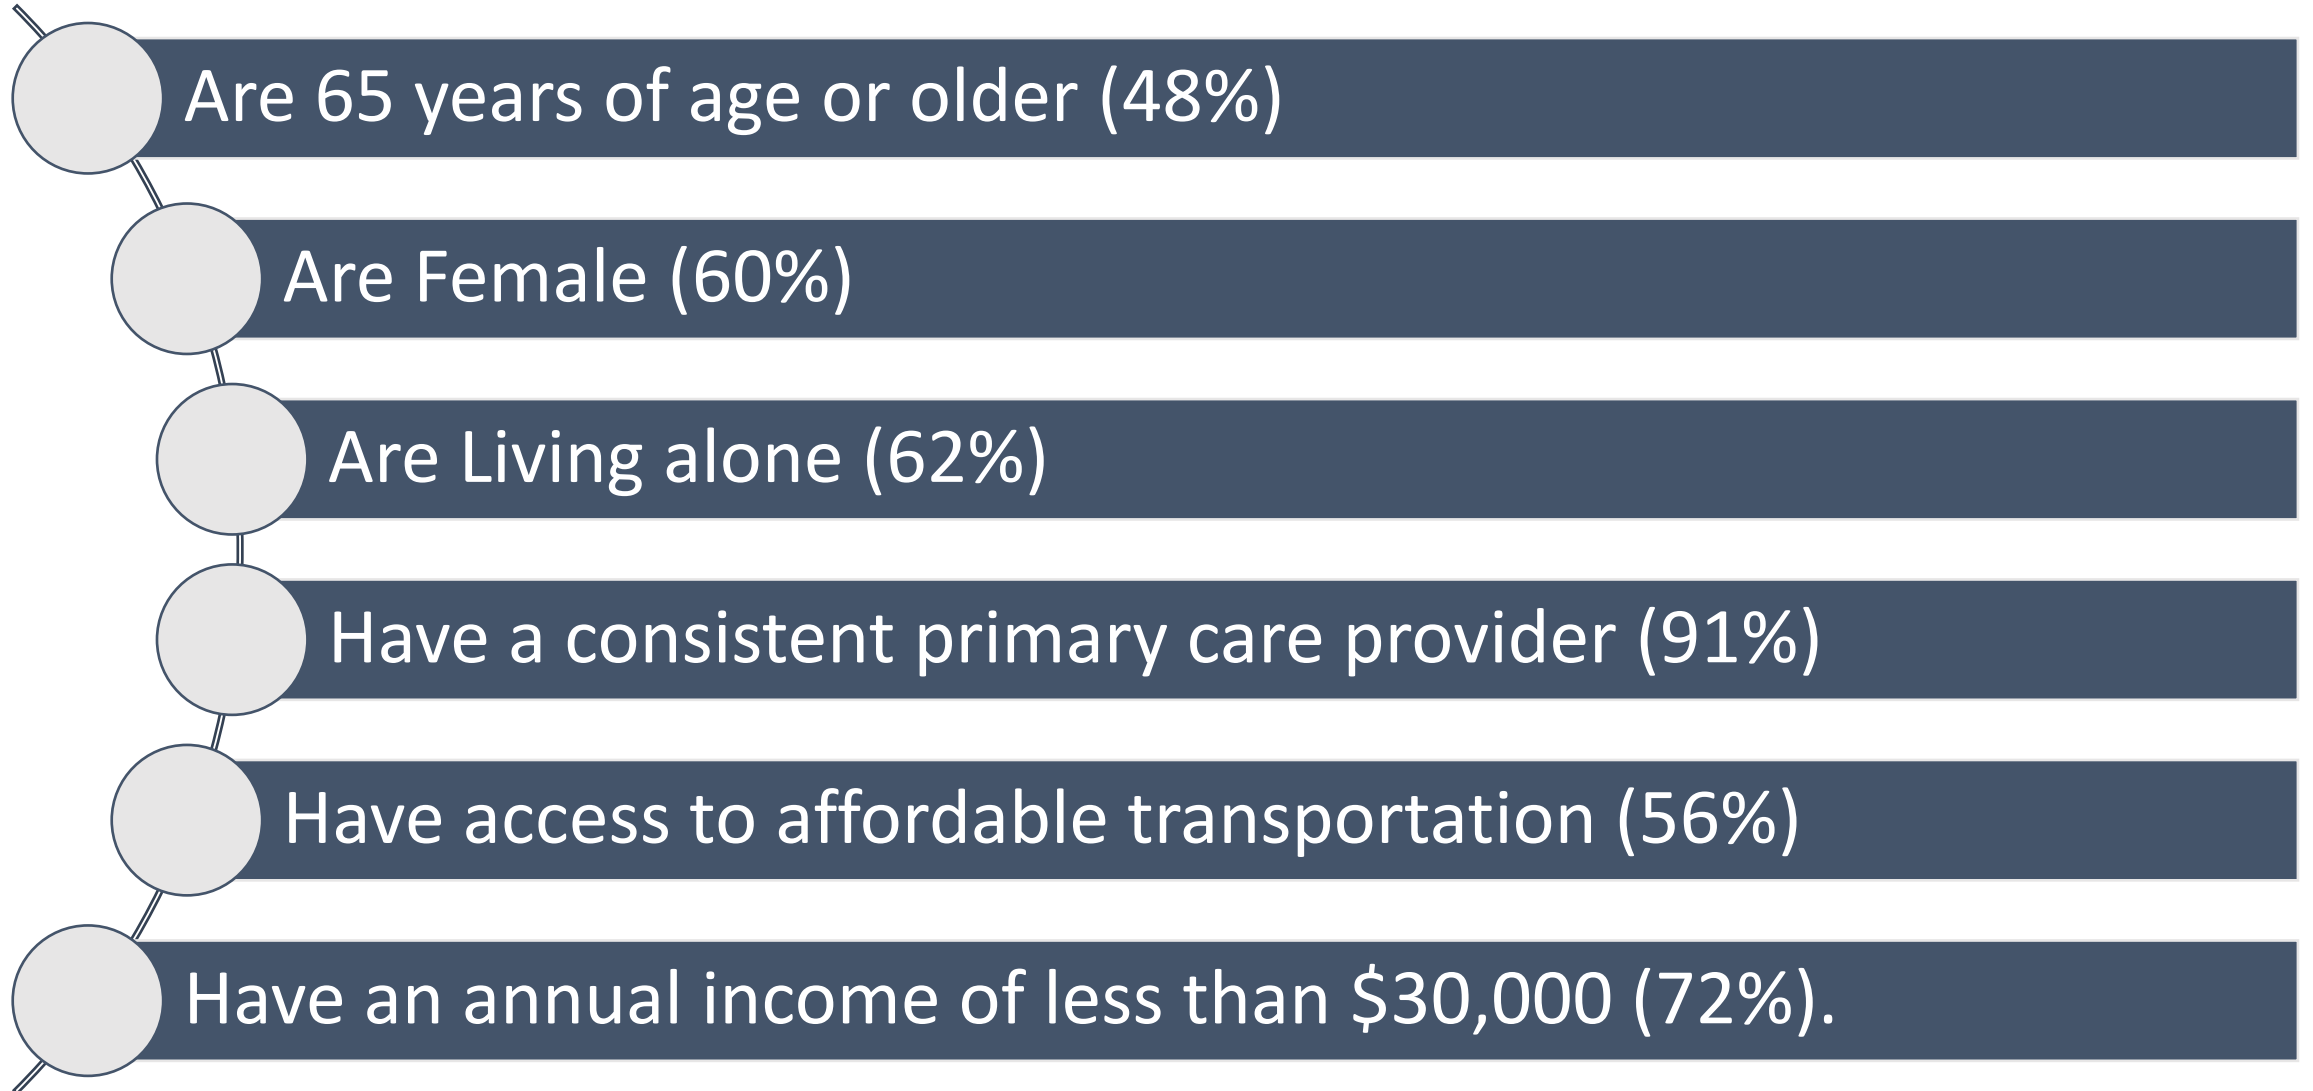 Are 65 years of age or older (48%)
Are Female (60%)
Are Living alone (62%)
Have a consistent primary care provider (91%)
Have access to affordable transportation (56%)
Have an annual income of less than $30,000 (72%).